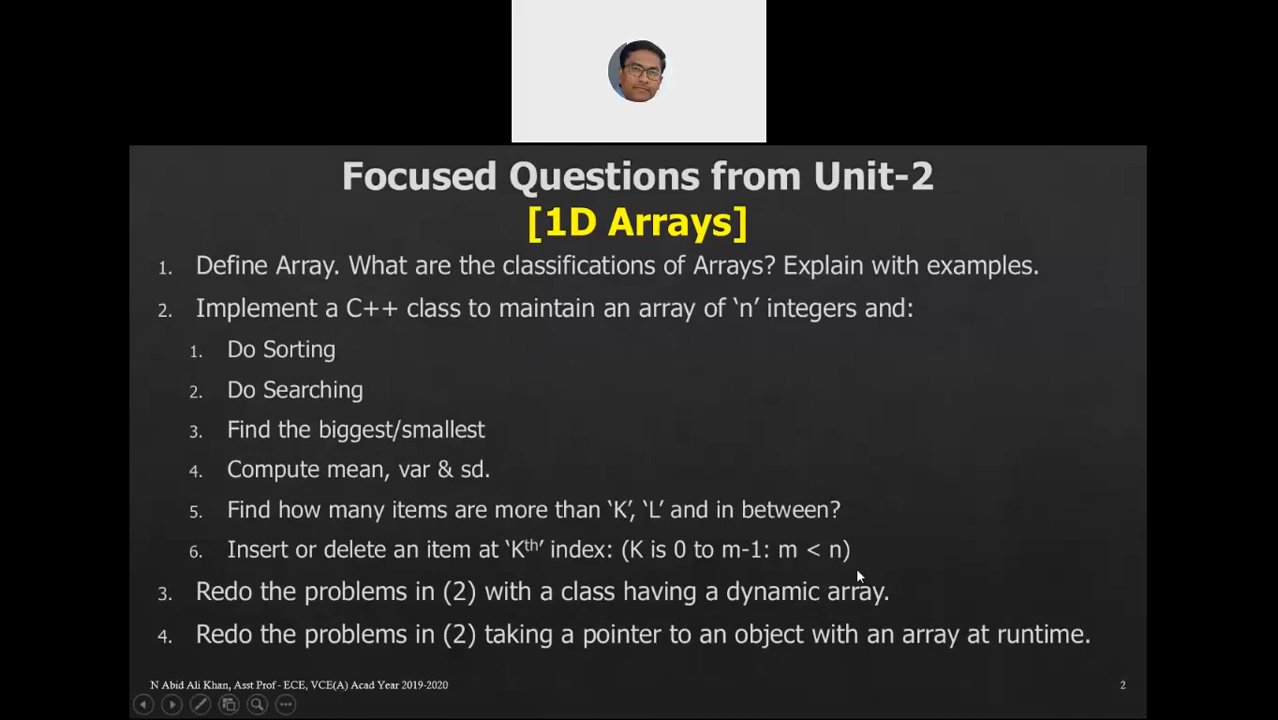 Focused Questions from Unit-2
[1D Arrays]
1. Define Array. What are the classifications of Arrays? Explain with examples.
2. Implement a C++ class to maintain an array of ‘n’ integers and:
1. Do Sorting
2. Do Searching
3. Find the biggest/smallest
4. Compute mean, var & sd.
5. Find how many items are more than ‘K’, ‘L’ and in between?
6. Insert or delete an item at ‘Kth’ index: (K is 0 to m-1: m < n)
3. Redo the problems in (2) with a class having a dynamic array.
4. Redo the problems in (2) taking a pointer to an object with an array at runtime.
N Abid Ali Khan, Asst Prof - ECE, VCE(A) Acad Year 2019-2020
2